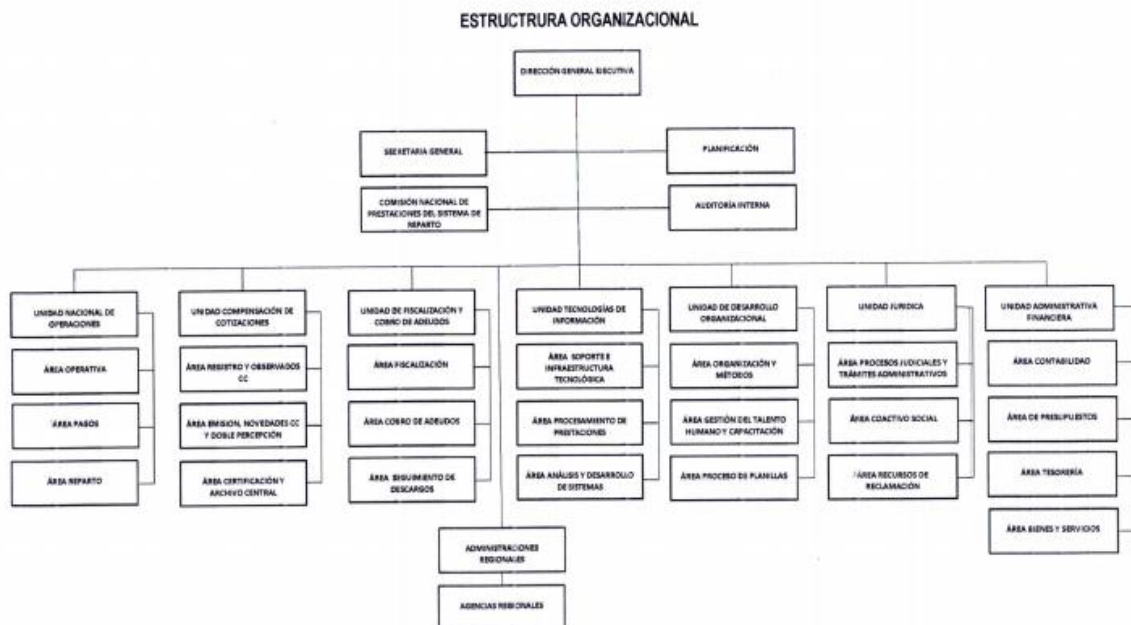 ESTRUCTRURA ORGANIZACIONAL
DIRECCIÓN GENERAL EJECUTIVA
SECRETARIA GENERAL
PLANIFICACIÓN
COMISIÓN NACIONAL DE
PRESTACIONES DEL SISTEMA DE
REPARTO
AUDITORÍA INTERNA
UNIDAD NACIONAL DE
OPERACIONES
ÁREA OPERATIVA
ÁREA PAGOS
ÁREA REPARTO
UNIDAD COMPENSACIÓN DE
COTIZACIONES
ÁREA REGISTRO Y OBSERVADOS
CC
ÁREA EMISION, NOVEDADES CC
Y DOBLE PERCEPCIÓN
ÁREA CERTIFICACIÓN Y
ARCHIVO CENTRAL
UNIDAD DE FISCALIZACIÓN Y
COBRO DE ADEUDOS
ÁREA FISCALIZACIÓN
ÁREA COBRO DE ADEUDOS
ÁREA SEGUIMIENTO DE
DESCARGOS
UNIDAD TECNOLOGÍAS DE
INFORMACIÓN
ÁREA SOPORTE E
INFRAESTRUCTURA
TECNOLÓGICA
ÁREA PROCESAMIENTO DE
PRESTACIONES
ÁREA ANÁLISIS Y DESARROLLO
DE SISTEMAS
UNIDAD DE DESARROLLO
ORGANIZACIONAL
ÁREA ORGANIZACIÓN Y
MÉTODOS
ÁREA GESTIÓN DEL TALENTO
HUMANO Y CAPACITACIÓN
ÁREA PROCESO DE PLANILLAS
UNIDAD JURIDICA
ÁREA PROCESOS JUDICIALES Y
TRÁMITES ADMINISTRATIVOS
ÁREA COACTIVO SOCIAL
ÁREA RECURSOS DE
RECLAMACIÓN
UNIDAD ADMINISTRATIVA
FINANCIERA
ÁREA CONTABILIDAD
ÁREA DE PRESUPUESTOS
ÁREA TESORERÍA
ÁREA BIENES Y SERVICIOS
ADMINISTRACIONES
REGIONALES
AGENCIAS REGIONALES